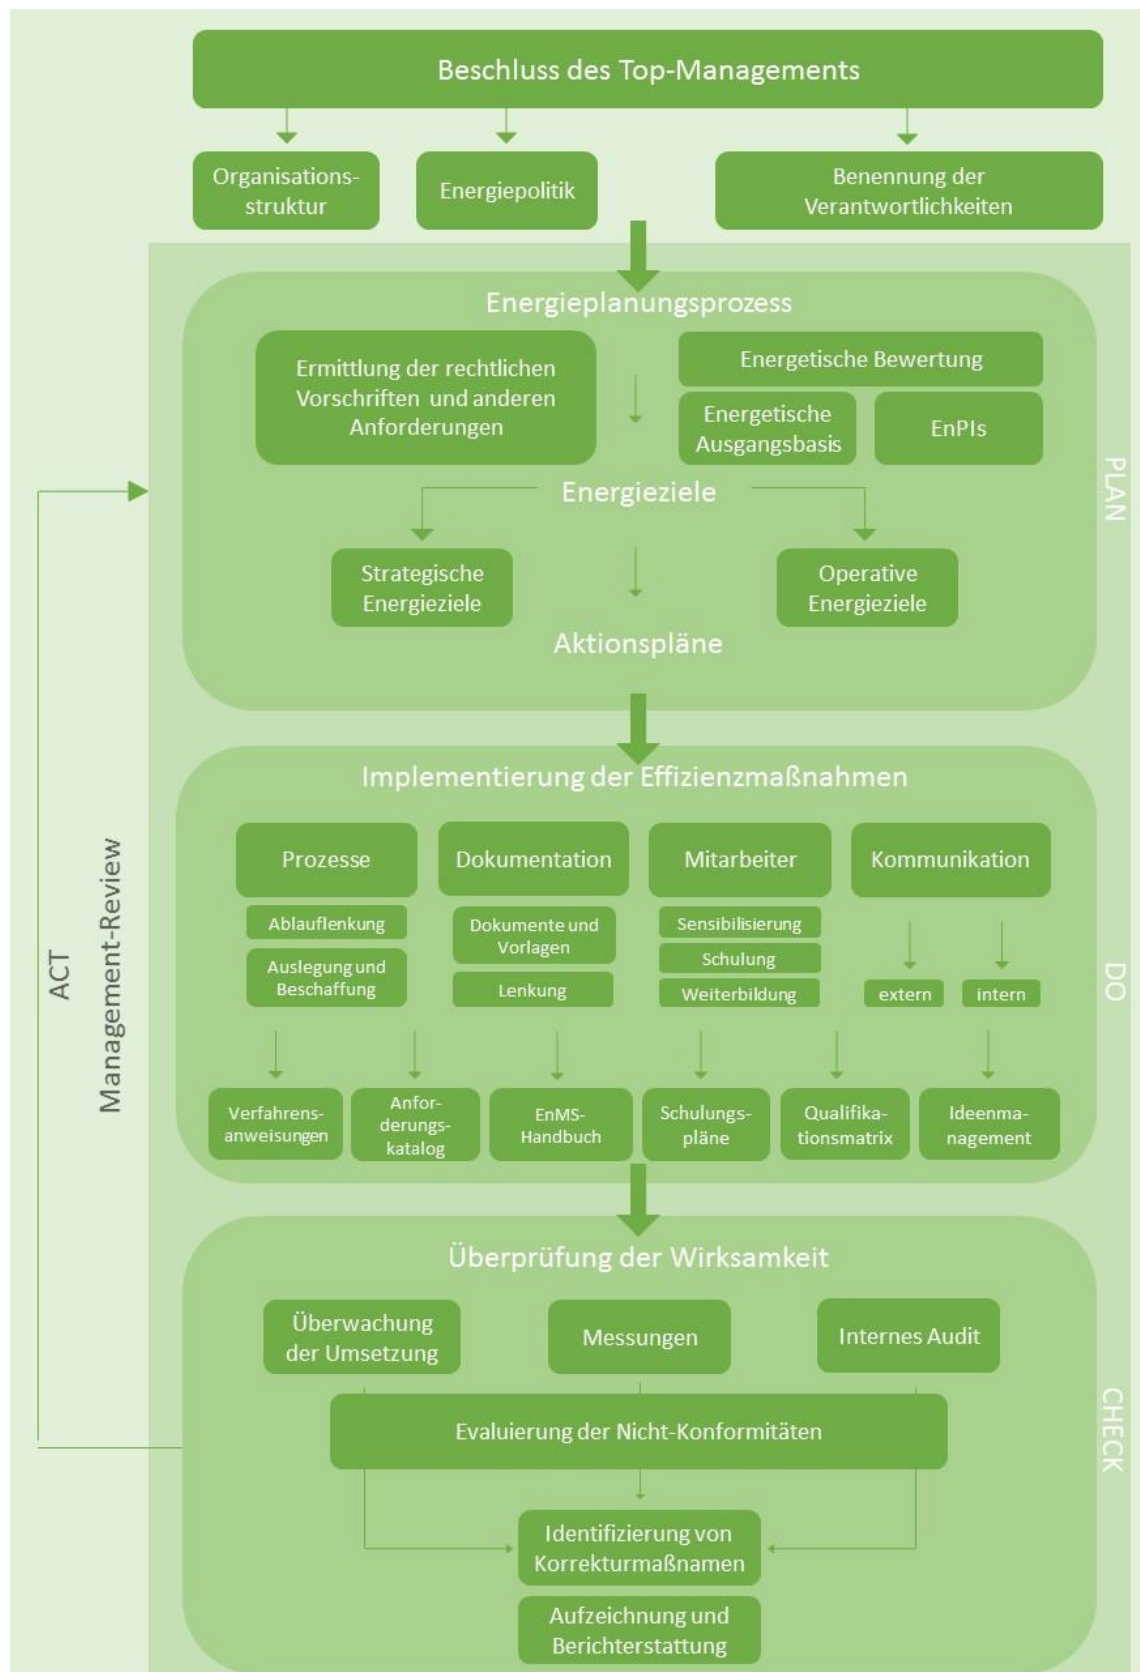 Beschluss des Top-Managements
Organisations-
struktur
Energiepolitik
Benennung der
Verantwortlichkeiten
Energieplanungsprozess
Ermittlung der rechtlichen
Vorschriften und anderen
Anforderungen
Energetische Bewertung
Energetische
Ausgangsbasis
EnPIs
Energieziele
Strategische
Energieziele
Operative
Energieziele
Aktionspläne
PLAN
Implementierung der Effizienzmaßnahmen
Prozesse
Ablauflenkung
Auslegung und
Beschaffung
Dokumentation
Dokumente und
Vorlagen
Lenkung
Mitarbeiter
Sensibilisierung
Schulung
Weiterbildung
Kommunikation
extern
intern
Verfahrens-
anweisungen
Anfor-
derungs-
katalog
EnMS-
Handbuch
Schulungs-
pläne
Qualifika-
tionsmatrix
Ideenma-
nagement
DO
Überprüfung der Wirksamkeit
Überwachung
der Umsetzung
Messungen
Internes Audit
Evaluierung der Nicht-Konformitäten
Identifizierung von
Korrekturmaßnamen
Aufzeichnung und
Berichterstattung
CHECK
ACT
Management-Review